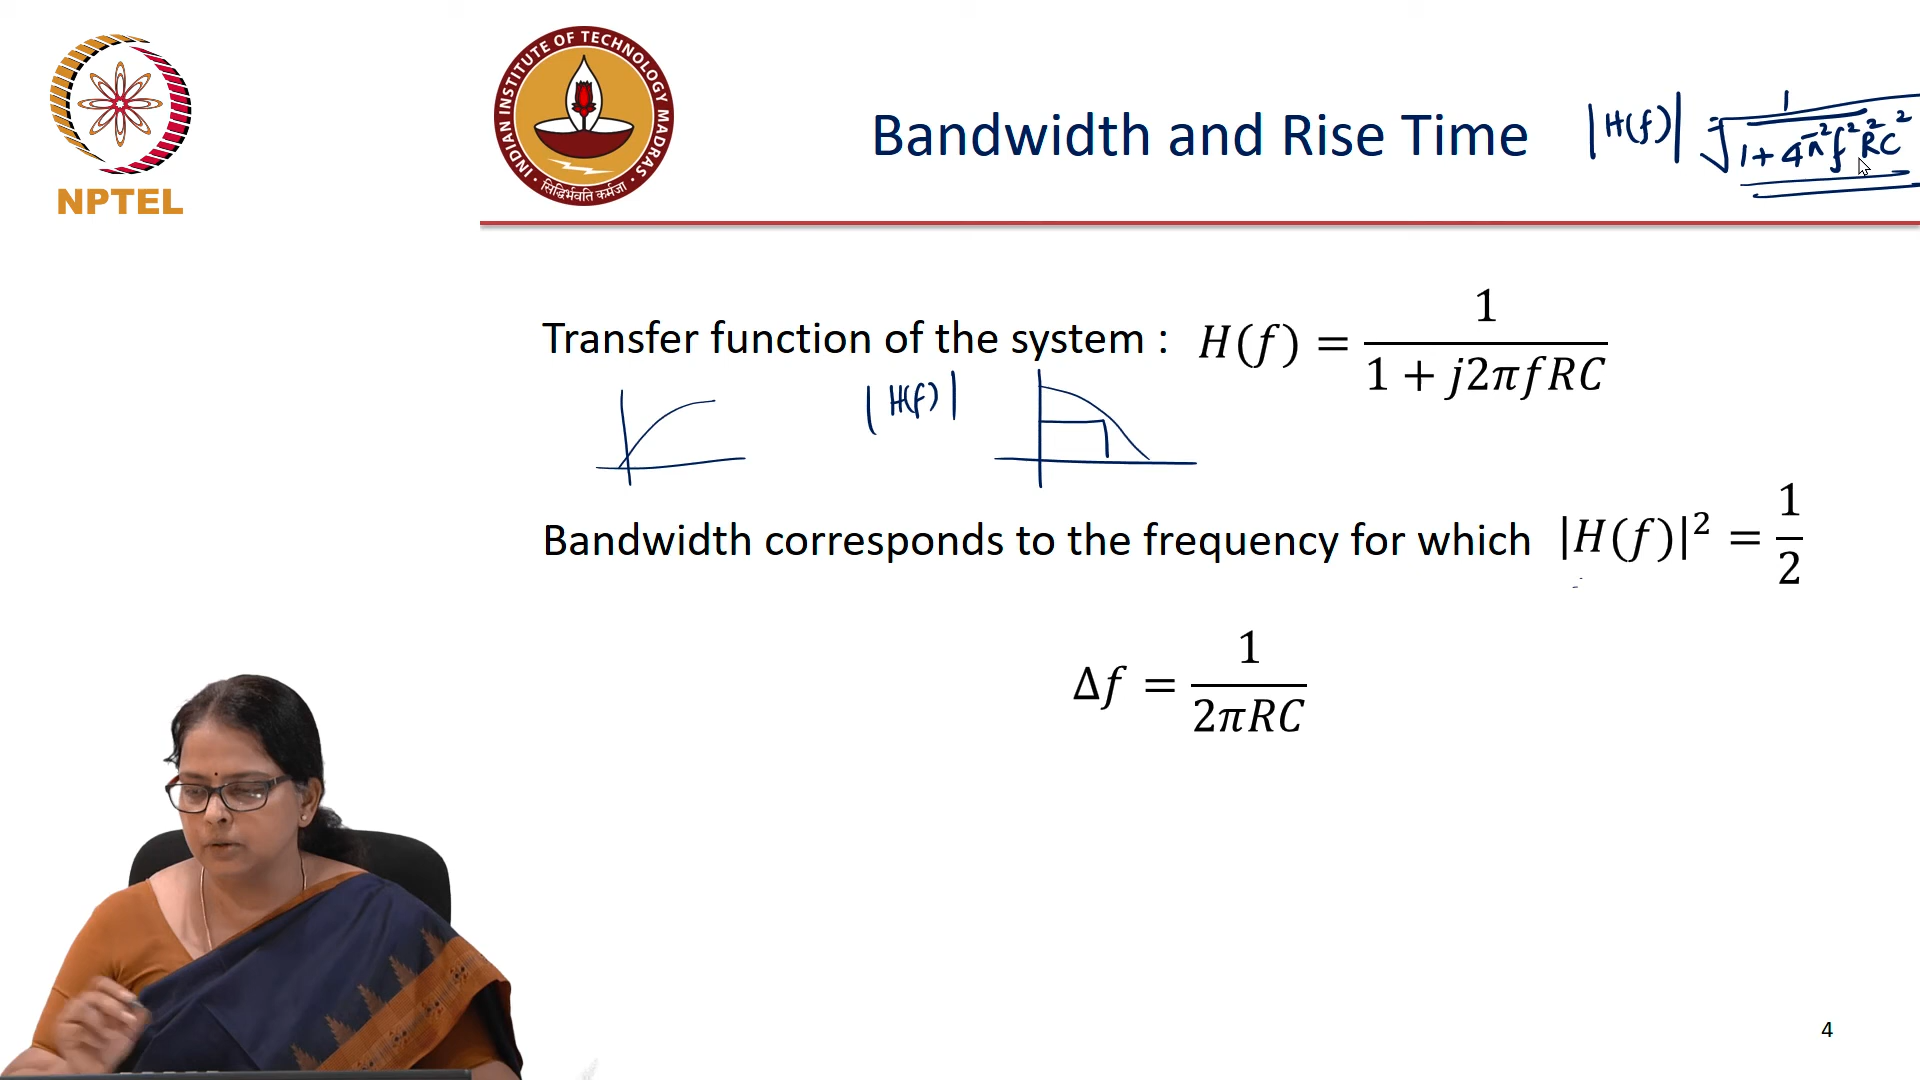 INDIAN INSTITUTE OF TECHNOLOGY MADRAS
सिद्धिर्भवति कर्मजा
NPTEL
Bandwidth and Rise Time
|H(f)| 1 / √(1 + 4π²f²R²C²)
Transfer function of the system : H(f) = 1 / (1 + j2πfRC)
|H(f)|
Bandwidth corresponds to the frequency for which |H(f)|² = 1/2
Δf = 1 / (2πRC)
4